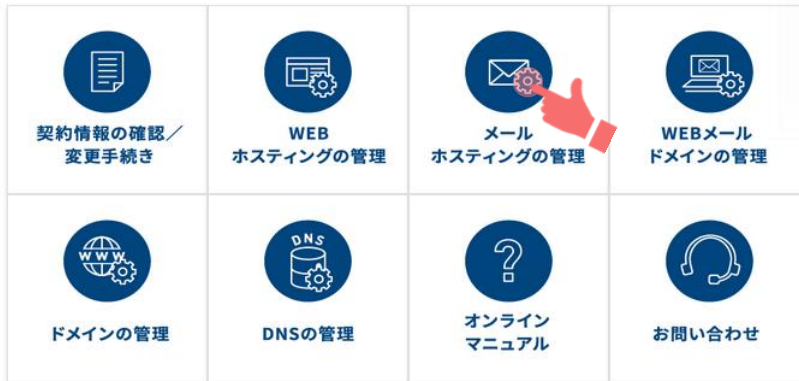 契約情報の確認／
変更手続き
WEB
ホスティングの管理
メール
ホスティングの管理
WEBメール
ドメインの管理
WWW
ドメインの管理
DNS
DNSの管理
?
オンライン
マニュアル
お問い合わせ